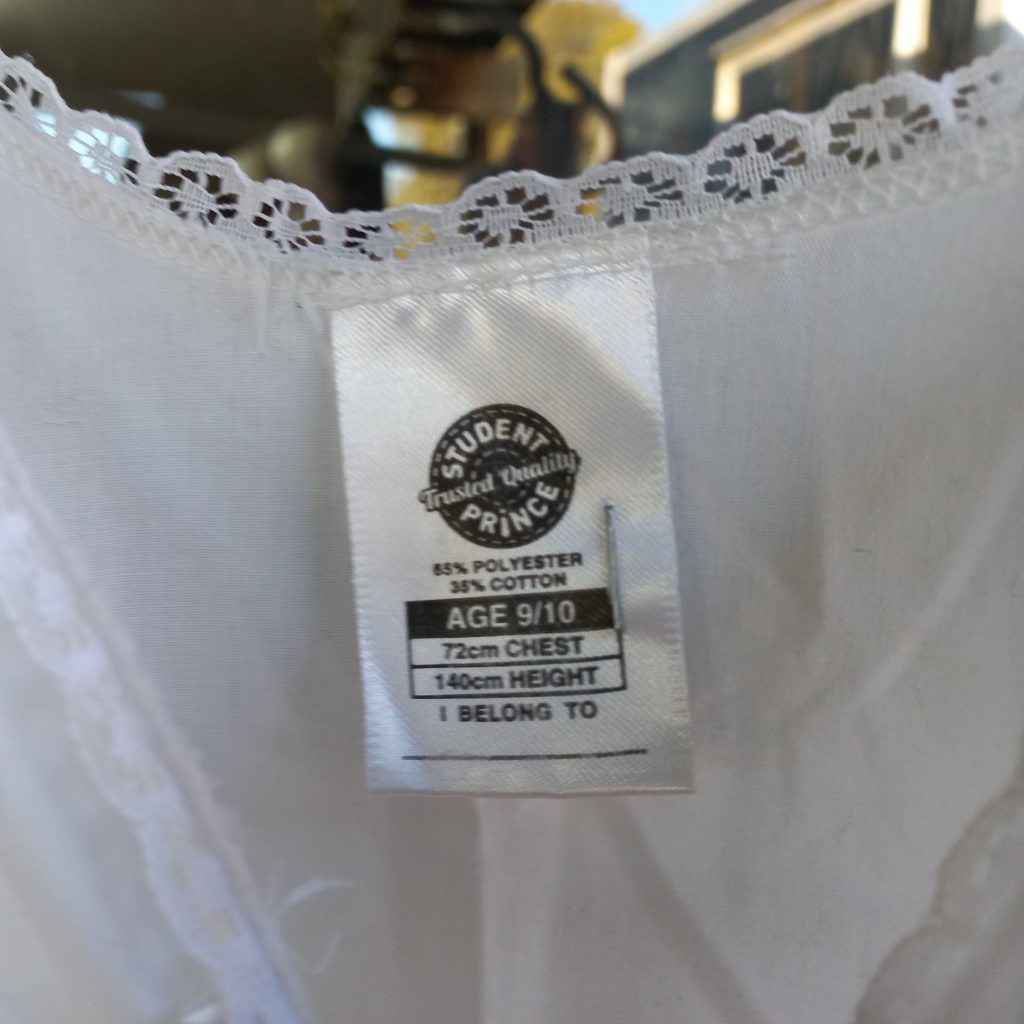 STUDENT
Trusted Quality
PRiNCE
65% POLYESTER
35% COTTON
AGE 9/10
72cm CHEST
140cm HEIGHT
I BELONG TO